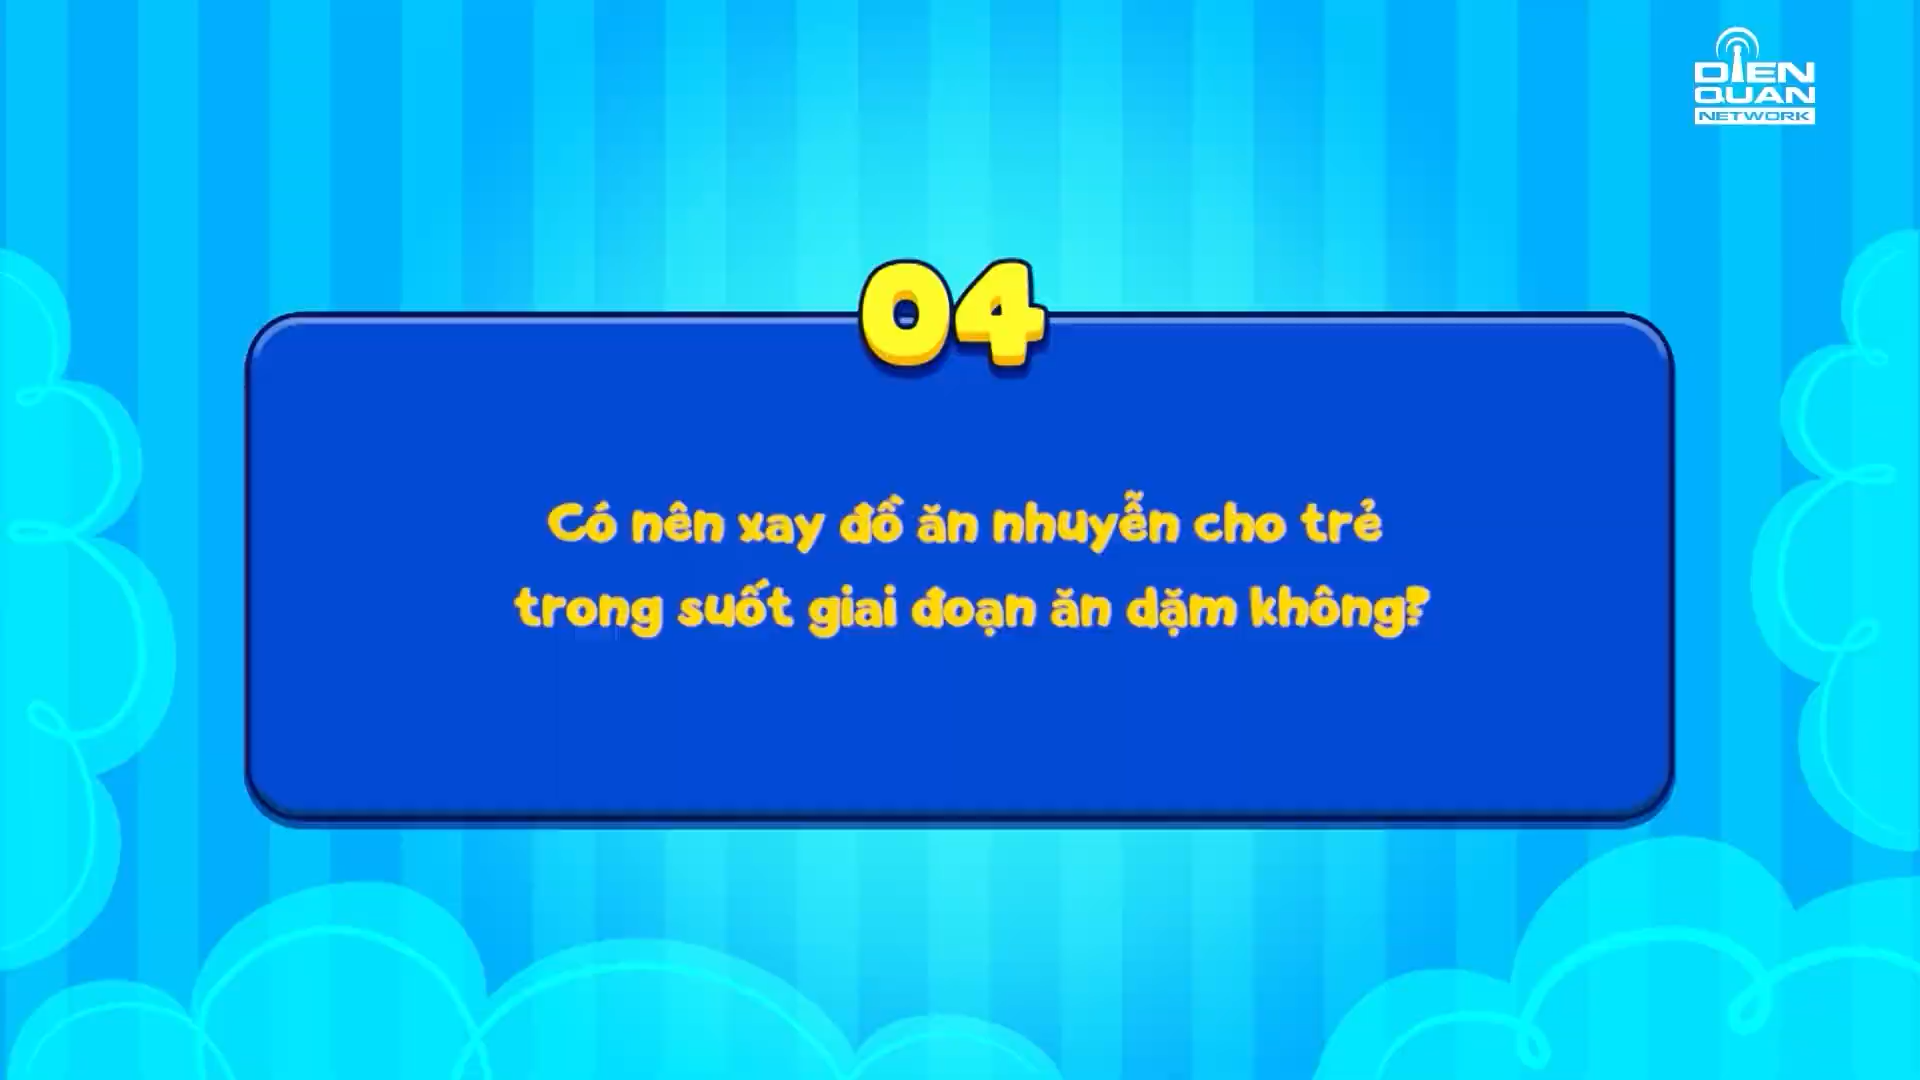 DIEN
QUAN
NETWORK
04
Có nên xay đồ ăn nhuyễn cho trẻ
trong suốt giai đoạn ăn dặm không?